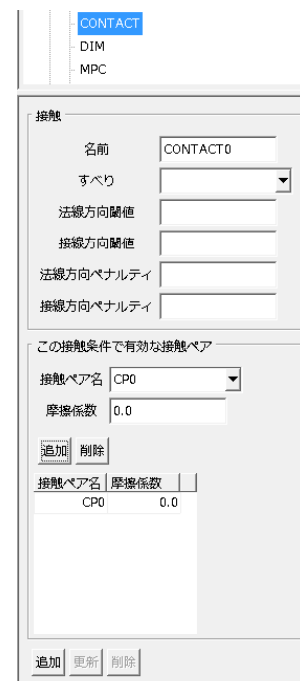 CONTACT
DIM
MPC
接触
名前 CONTACT0
すべり
法線方向閾値
接線方向閾値
法線方向ペナルティ
接線方向ペナルティ
この接触条件で有効な接触ペア
接触ペア名 CP0
摩擦係数 0.0
追加 削除
接触ペア名 摩擦係数
CP0 0.0
追加 更新 削除